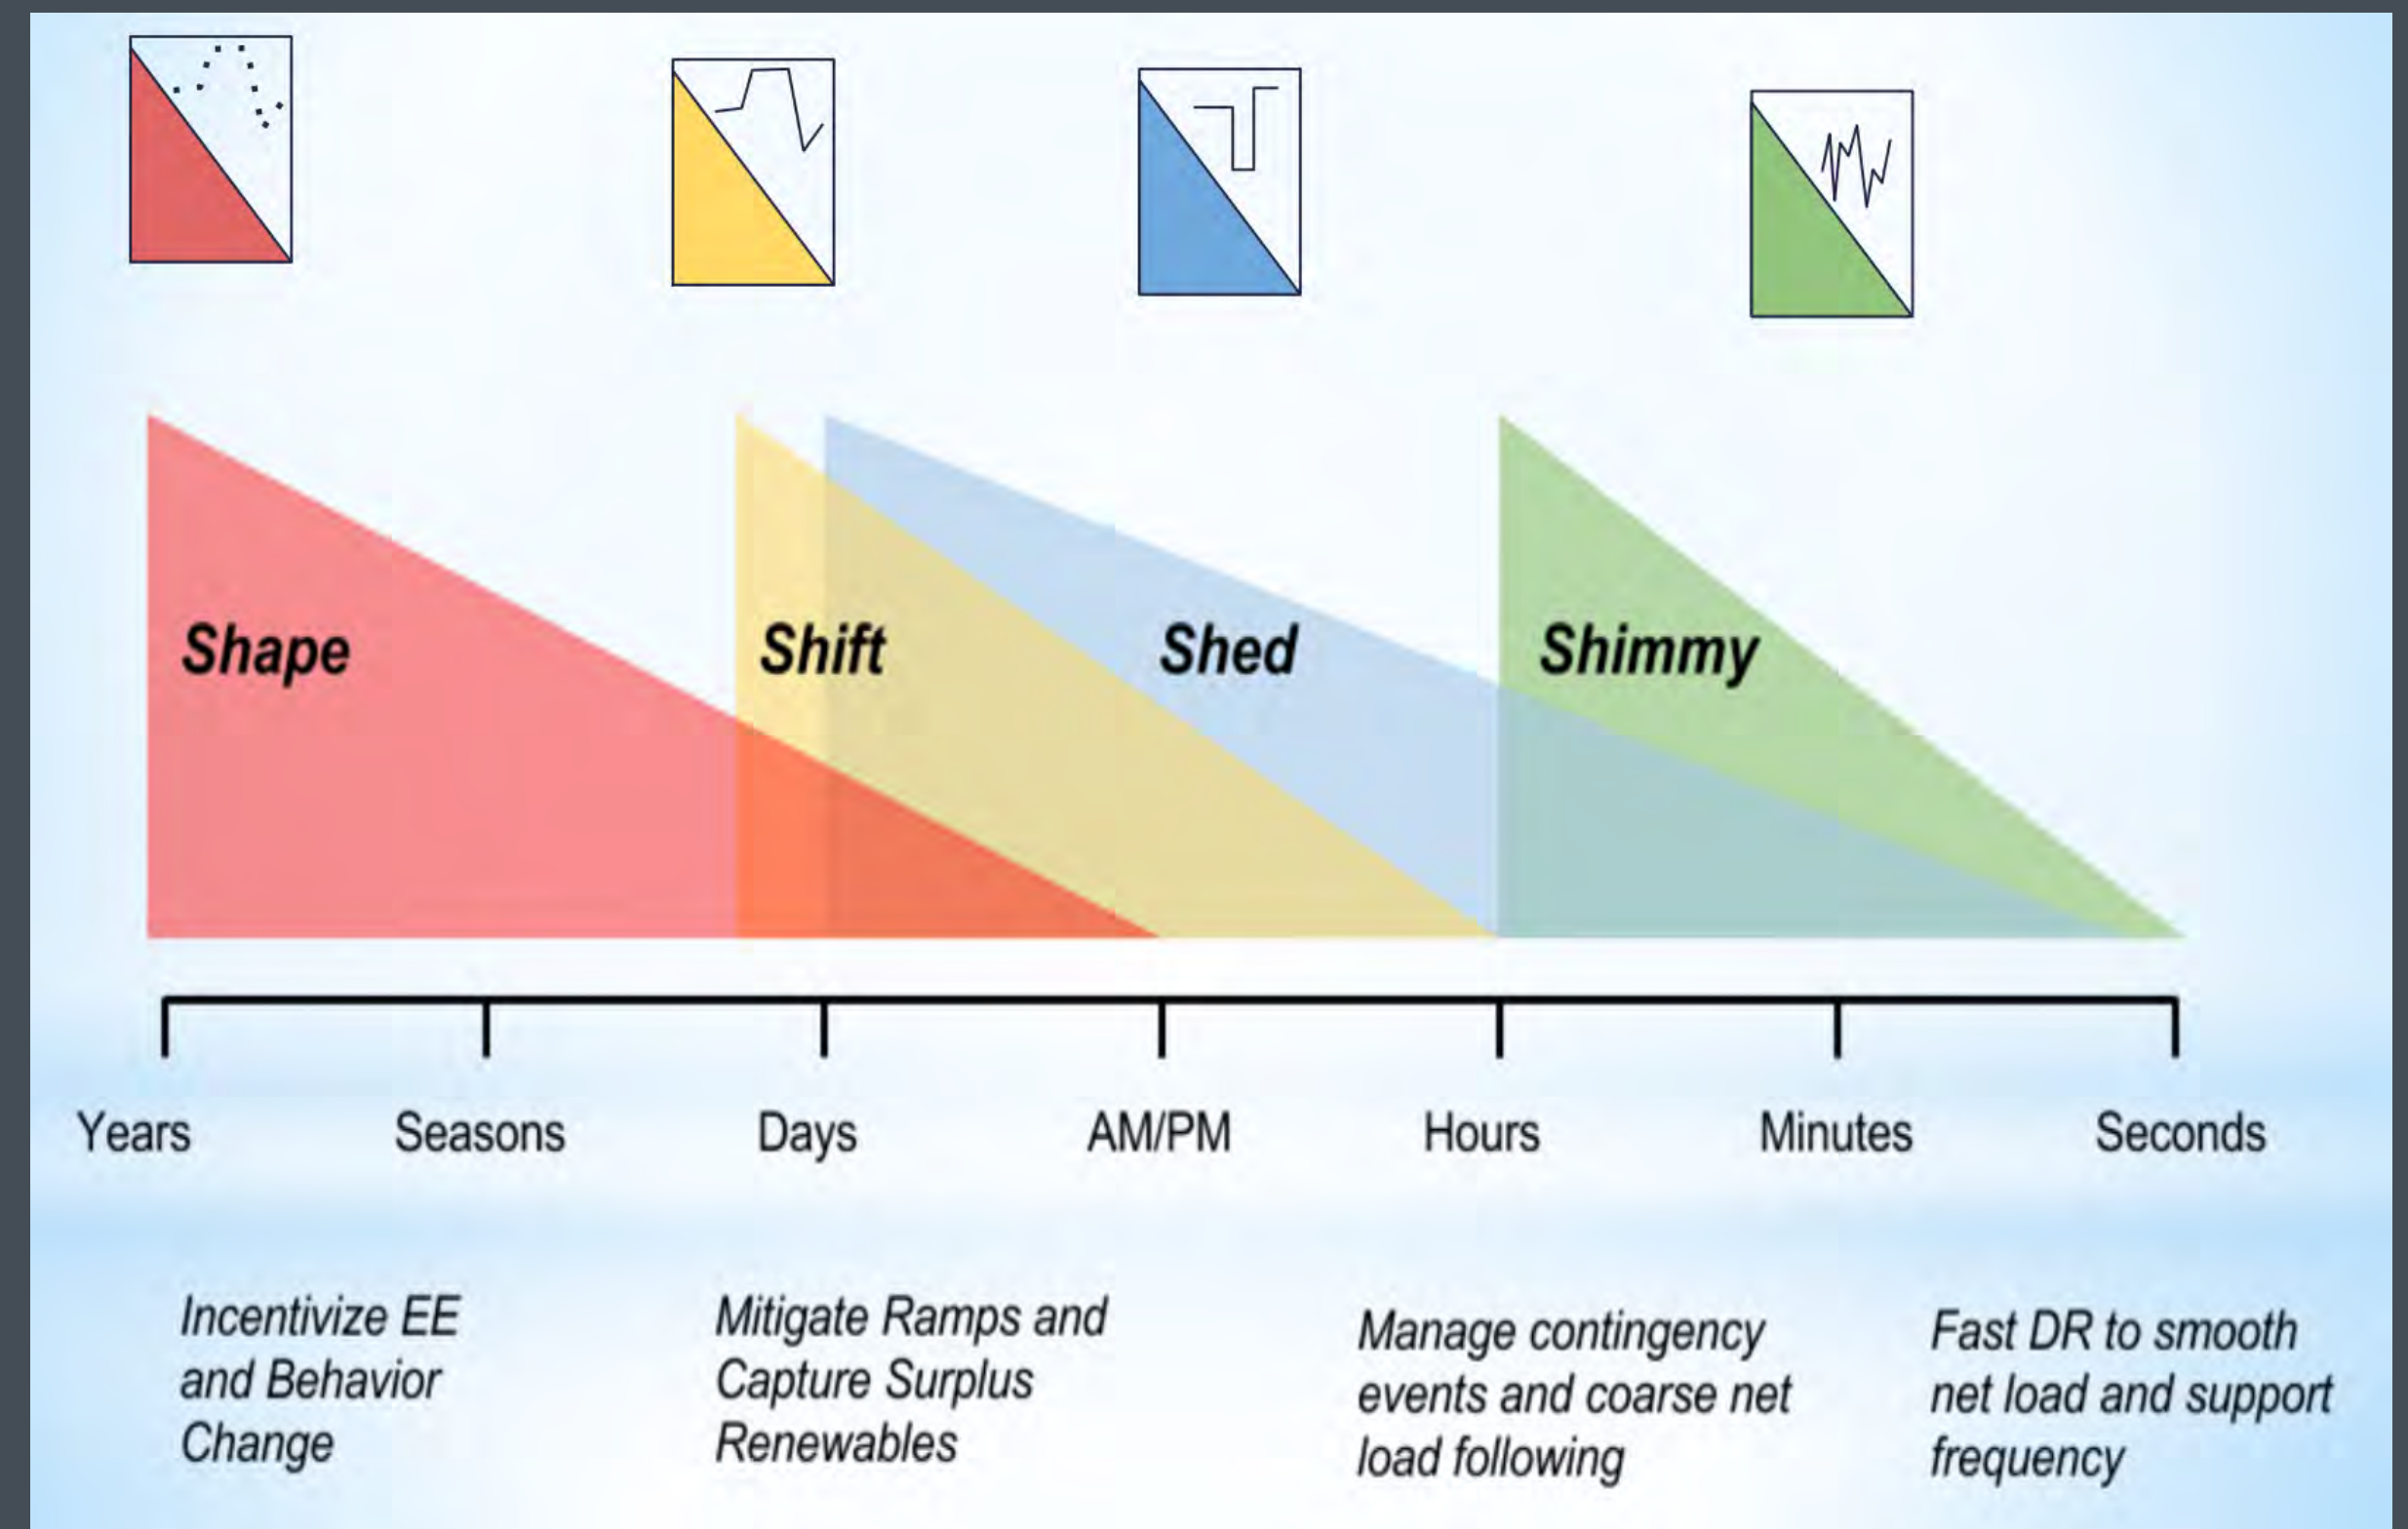 Shape
Shift
Shed
Shimmy
Years
Seasons
Days
AM/PM
Hours
Minutes
Seconds
Incentivize EE
and Behavior
Change
Mitigate Ramps and
Capture Surplus
Renewables
Manage contingency
events and coarse net
load following
Fast DR to smooth
net load and support
frequency